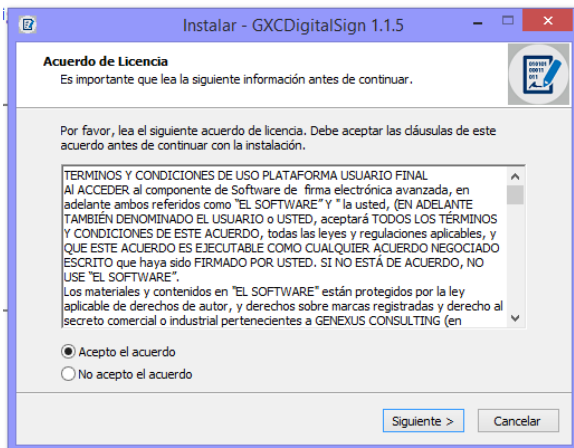 Instalar - GXCDigitalSign 1.1.5
Acuerdo de Licencia
Es importante que lea la siguiente información antes de continuar.
010101
00011
011
Por favor, lea el siguiente acuerdo de licencia. Debe aceptar las cláusulas de este
acuerdo antes de continuar con la instalación.
TERMINOS Y CONDICIONES DE USO PLATAFORMA USUARIO FINAL
Al ACCEDER al componente de Software de  firma electrónica avanzada, en
adelante ambos referidos como "EL SOFTWARE" Y " la usted, (EN ADELANTE
TAMBIÉN DENOMINADO EL USUARIO o USTED, aceptará TODOS LOS TÉRMINOS
Y CONDICIONES DE ESTE ACUERDO, todas las leyes y regulaciones aplicables, y
QUE ESTE ACUERDO ES EJECUTABLE COMO CUALQUIER ACUERDO NEGOCIADO
ESCRITO que haya sido FIRMADO POR USTED. SI NO ESTÁ DE ACUERDO, NO
USE "EL SOFTWARE".
Los materiales y contenidos en "EL SOFTWARE" están protegidos por la ley
aplicable de derechos de autor, y derechos sobre marcas registradas y derecho al
secreto comercial o industrial pertenecientes a GENEXUS CONSULTING (en
Acepto el acuerdo
No acepto el acuerdo
Siguiente >
Cancelar